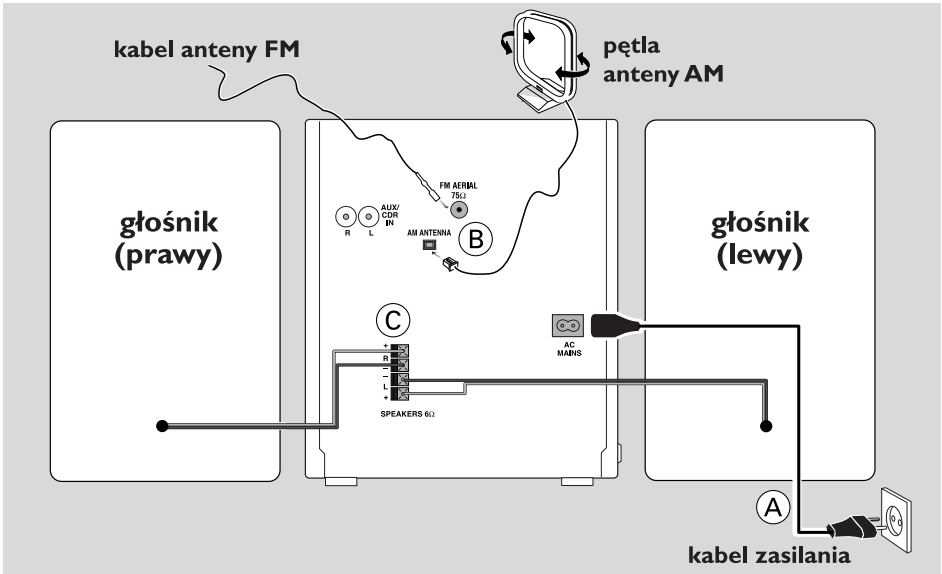 kabel anteny FM
pętla
anteny AM
głośnik
(prawy)
FM AERIAL
75Ω
AUX/
CDR
IN
R L
AM ANTENNA
B
głośnik
(lewy)
C
+
R
–
–
L
+
SPEAKERS 6Ω
AC
MAINS
A
kabel zasilania